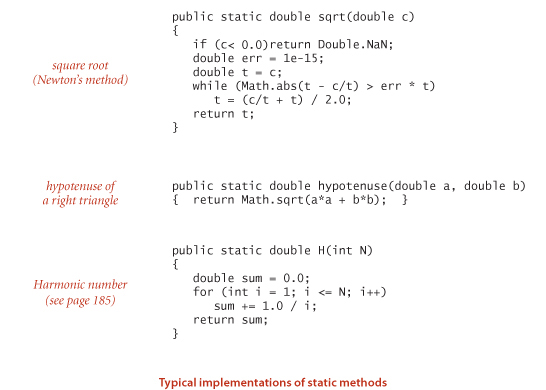 square root
(Newton's method)
public static double sqrt(double c)
{
if (c< 0.0)return Double.NaN;
double err = 1e-15;
double t = c;
while (Math.abs(t - c/t) > err * t)
t = (c/t + t) / 2.0;
return t;
}
hypotenuse of
a right triangle
public static double hypotenuse(double a, double b)
{ return Math.sqrt(a*a + b*b); }
Harmonic number
(see page 185)
public static double H(int N)
{
double sum = 0.0;
for (int i = 1; i <= N; i++)
sum += 1.0 / i;
return sum;
}
Typical implementations of static methods